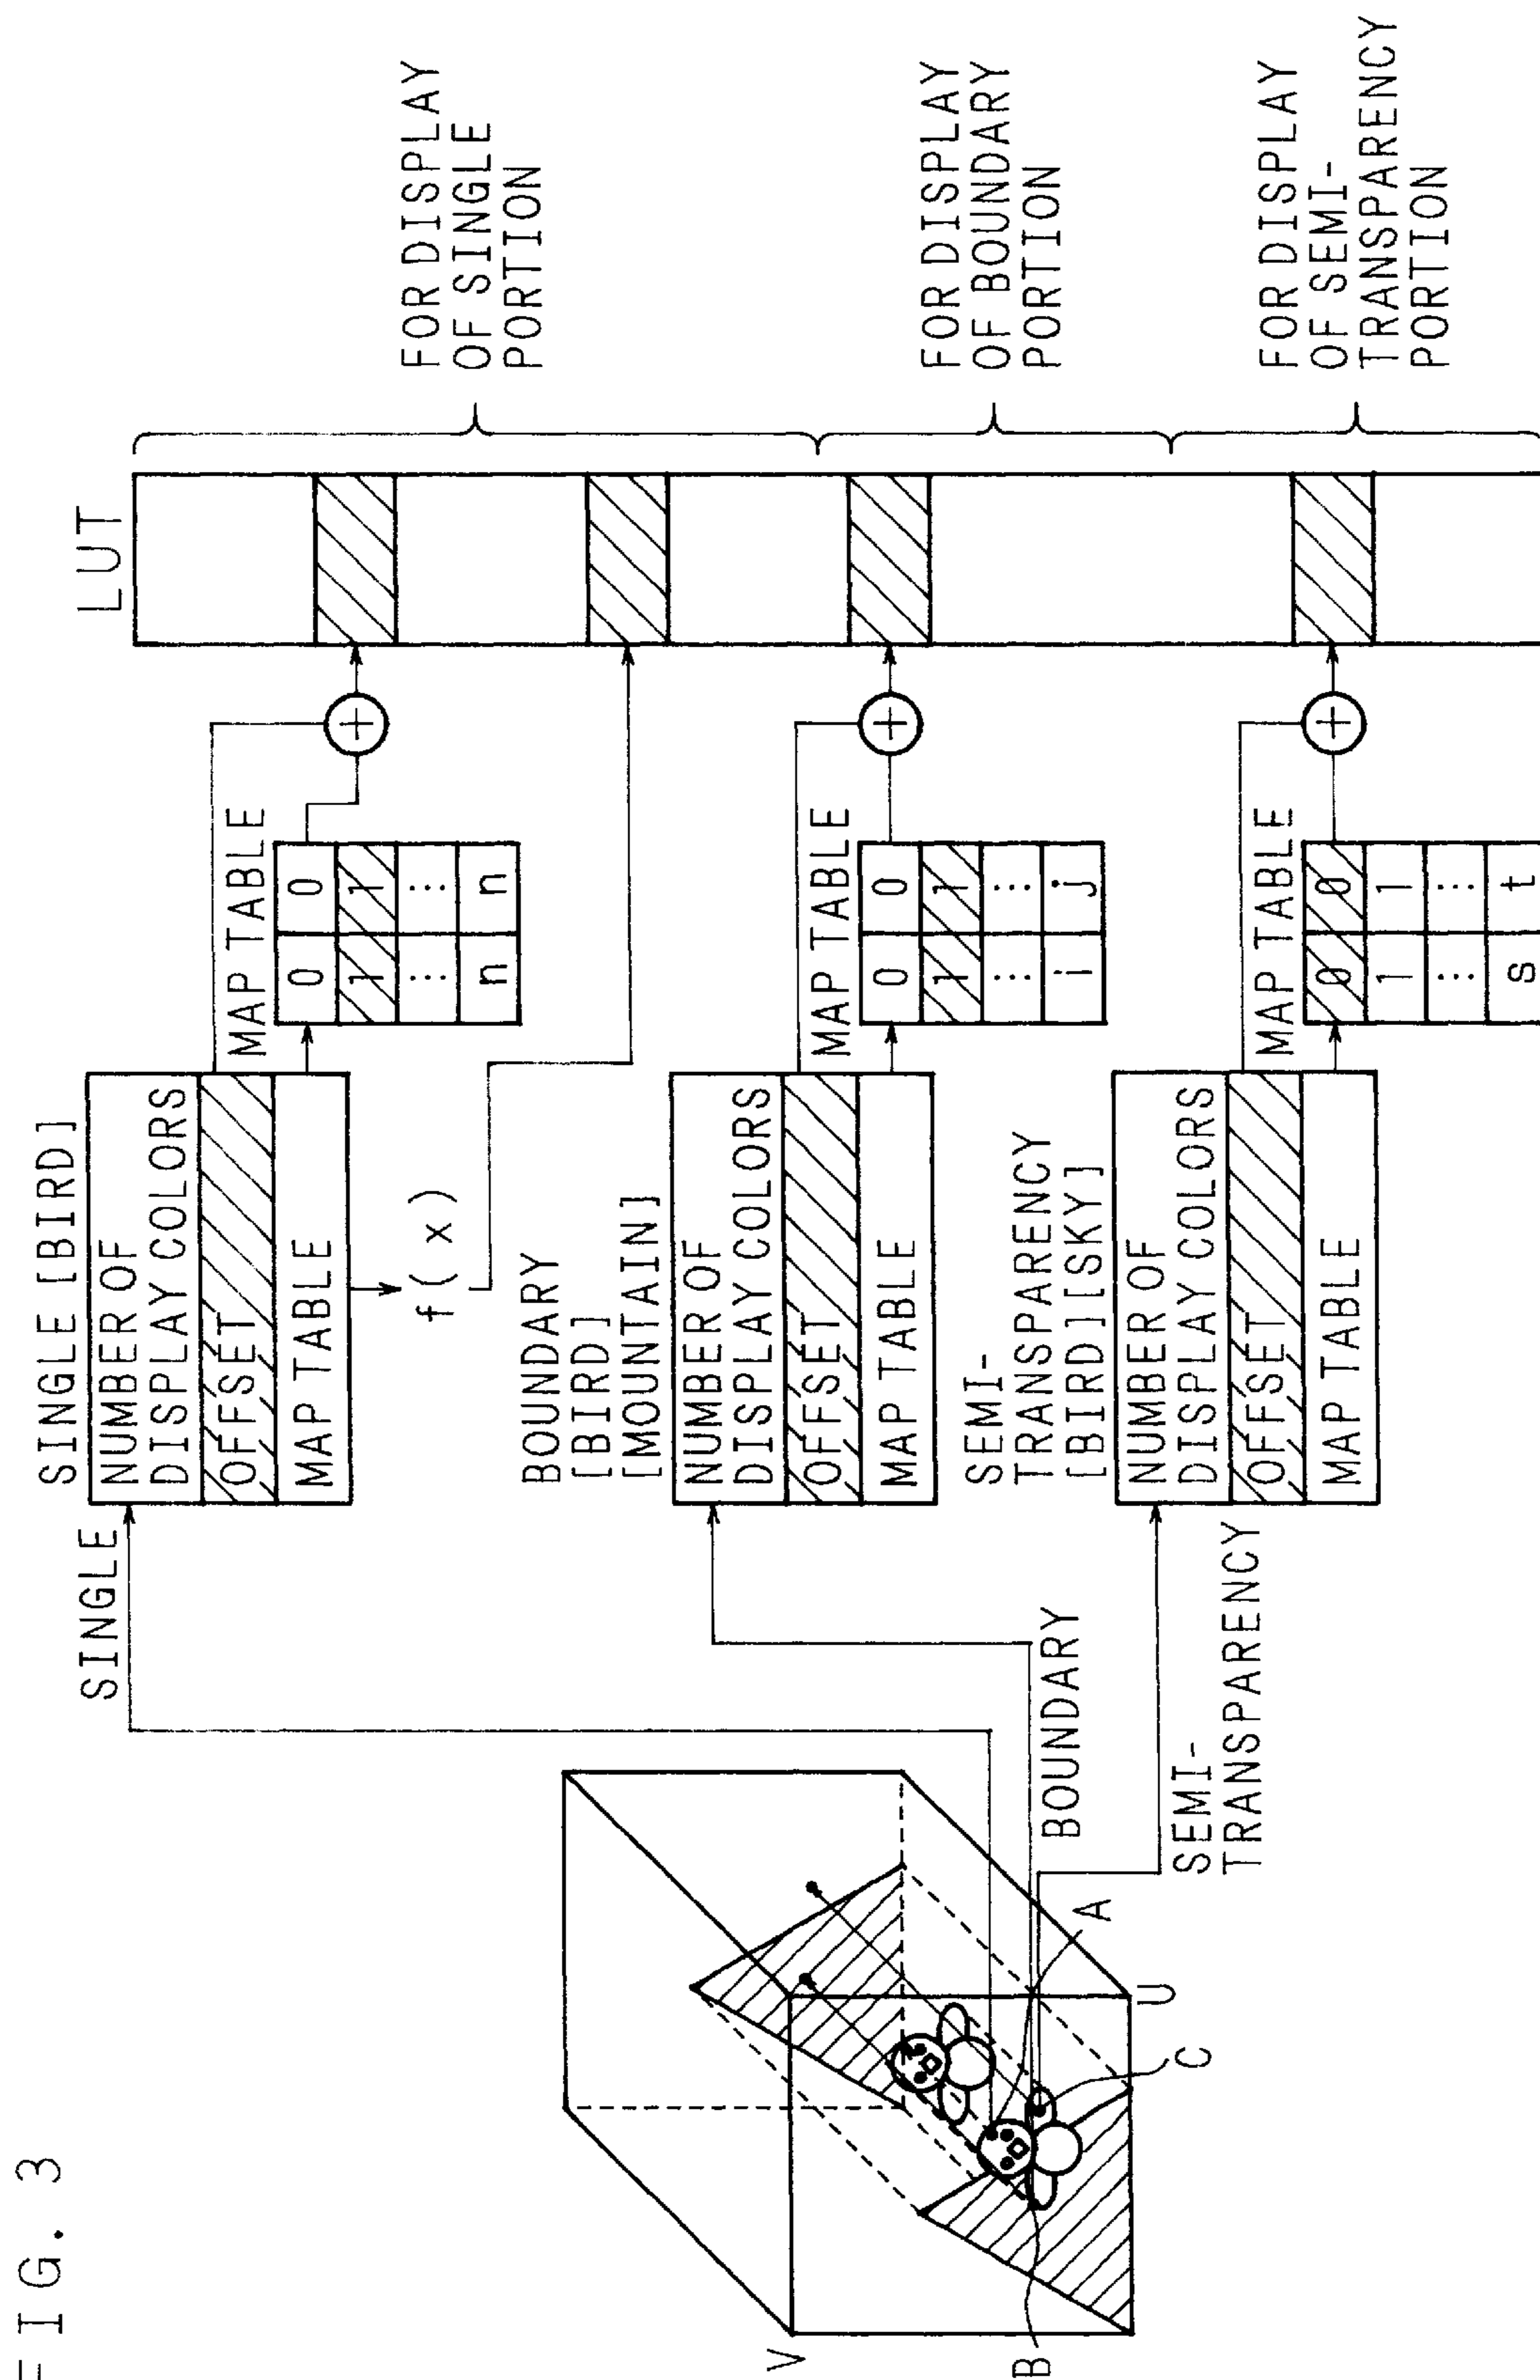 FIG. 3
V
B
U
C
A
SINGLE
BOUNDARY
SEMI-
TRANSPARENCY
SINGLE [BIRD]
NUMBER OF
DISPLAY COLORS
OFFSET
MAP TABLE
f(x)
BOUNDARY
[BIRD]
[MOUNTAIN]
NUMBER OF
DISPLAY COLORS
OFFSET
MAP TABLE
SEMI-
TRANSPARENCY
[BIRD][SKY]
NUMBER OF
DISPLAY COLORS
OFFSET
MAP TABLE
MAP TABLE
0 0
1 1
⋮ ⋮
n n
MAP TABLE
0 0
1 1
⋮ ⋮
i j
MAP TABLE
0 0
1 1
⋮ ⋮
s t
+
+
+
LUT
FOR DISPLAY
OF SINGLE
PORTION
FOR DISPLAY
OF BOUNDARY
PORTION
FOR DISPLAY
OF SEMI-
TRANSPARENCY
PORTION